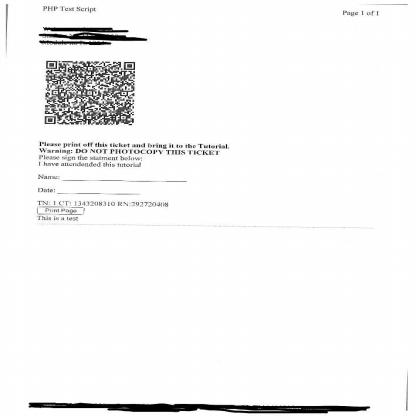 PHP Test Script
Page 1 of 1
Please print off this ticket and bring it to the Tutorial.
Warning: DO NOT PHOTOCOPY THIS TICKET
Please sign the statment below:
I have atendended this tutorial
Name:
Date:
TN: 1 CT: 1343208310 RN:292720408
Print Page
This is a test